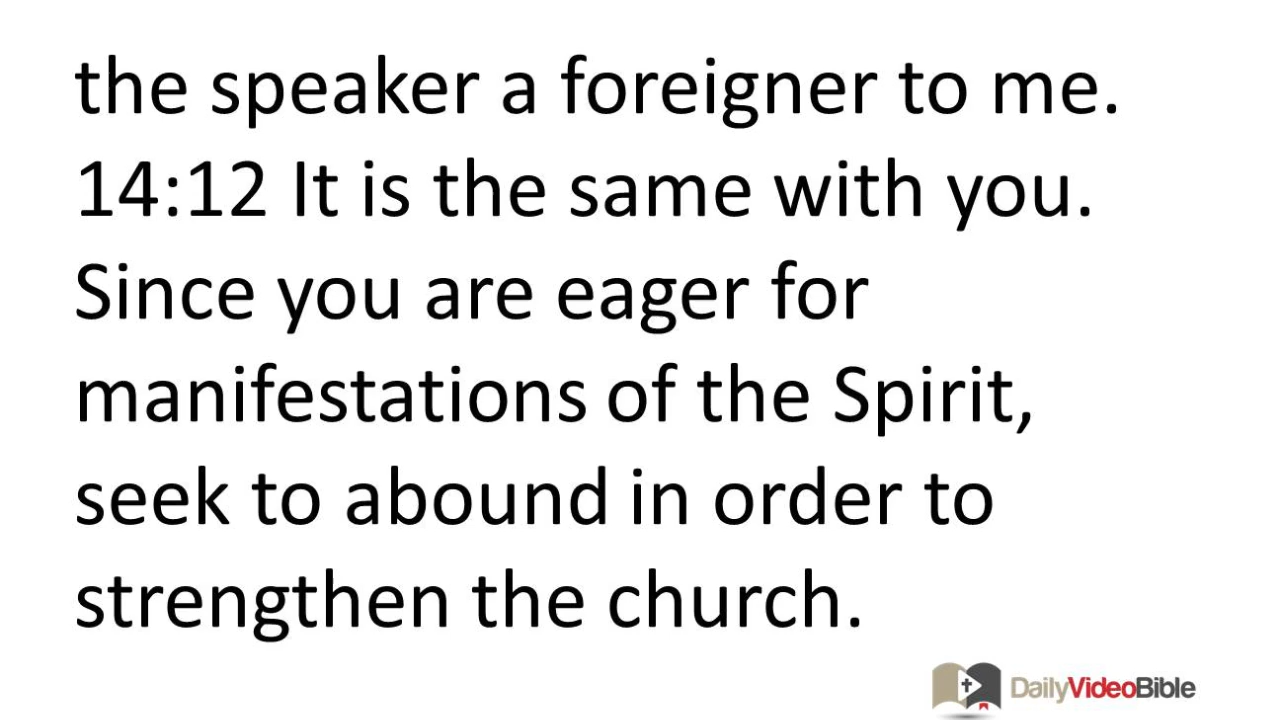 the speaker a foreigner to me.
14:12 It is the same with you.
Since you are eager for
manifestations of the Spirit,
seek to abound in order to
strengthen the church.
DailyVideoBible